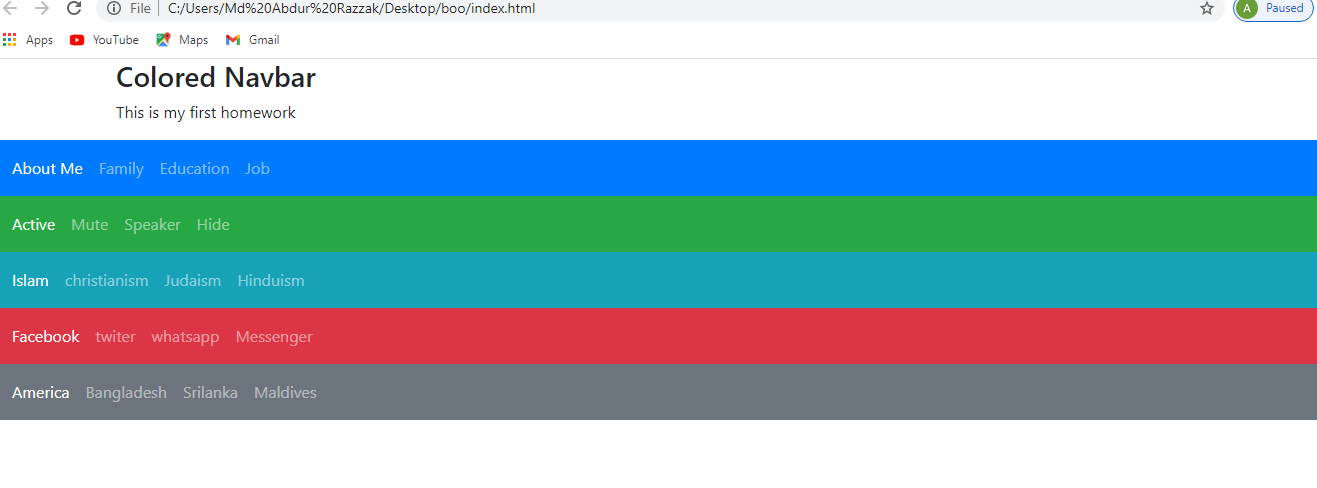 File C:/Users/Md%20Abdur%20Razzak/Desktop/boo/index.html A Paused
Apps YouTube Maps Gmail
Colored Navbar
This is my first homework
About Me Family Education Job
Active Mute Speaker Hide
Islam christianism Judaism Hinduism
Facebook twiter whatsapp Messenger
America Bangladesh Srilanka Maldives